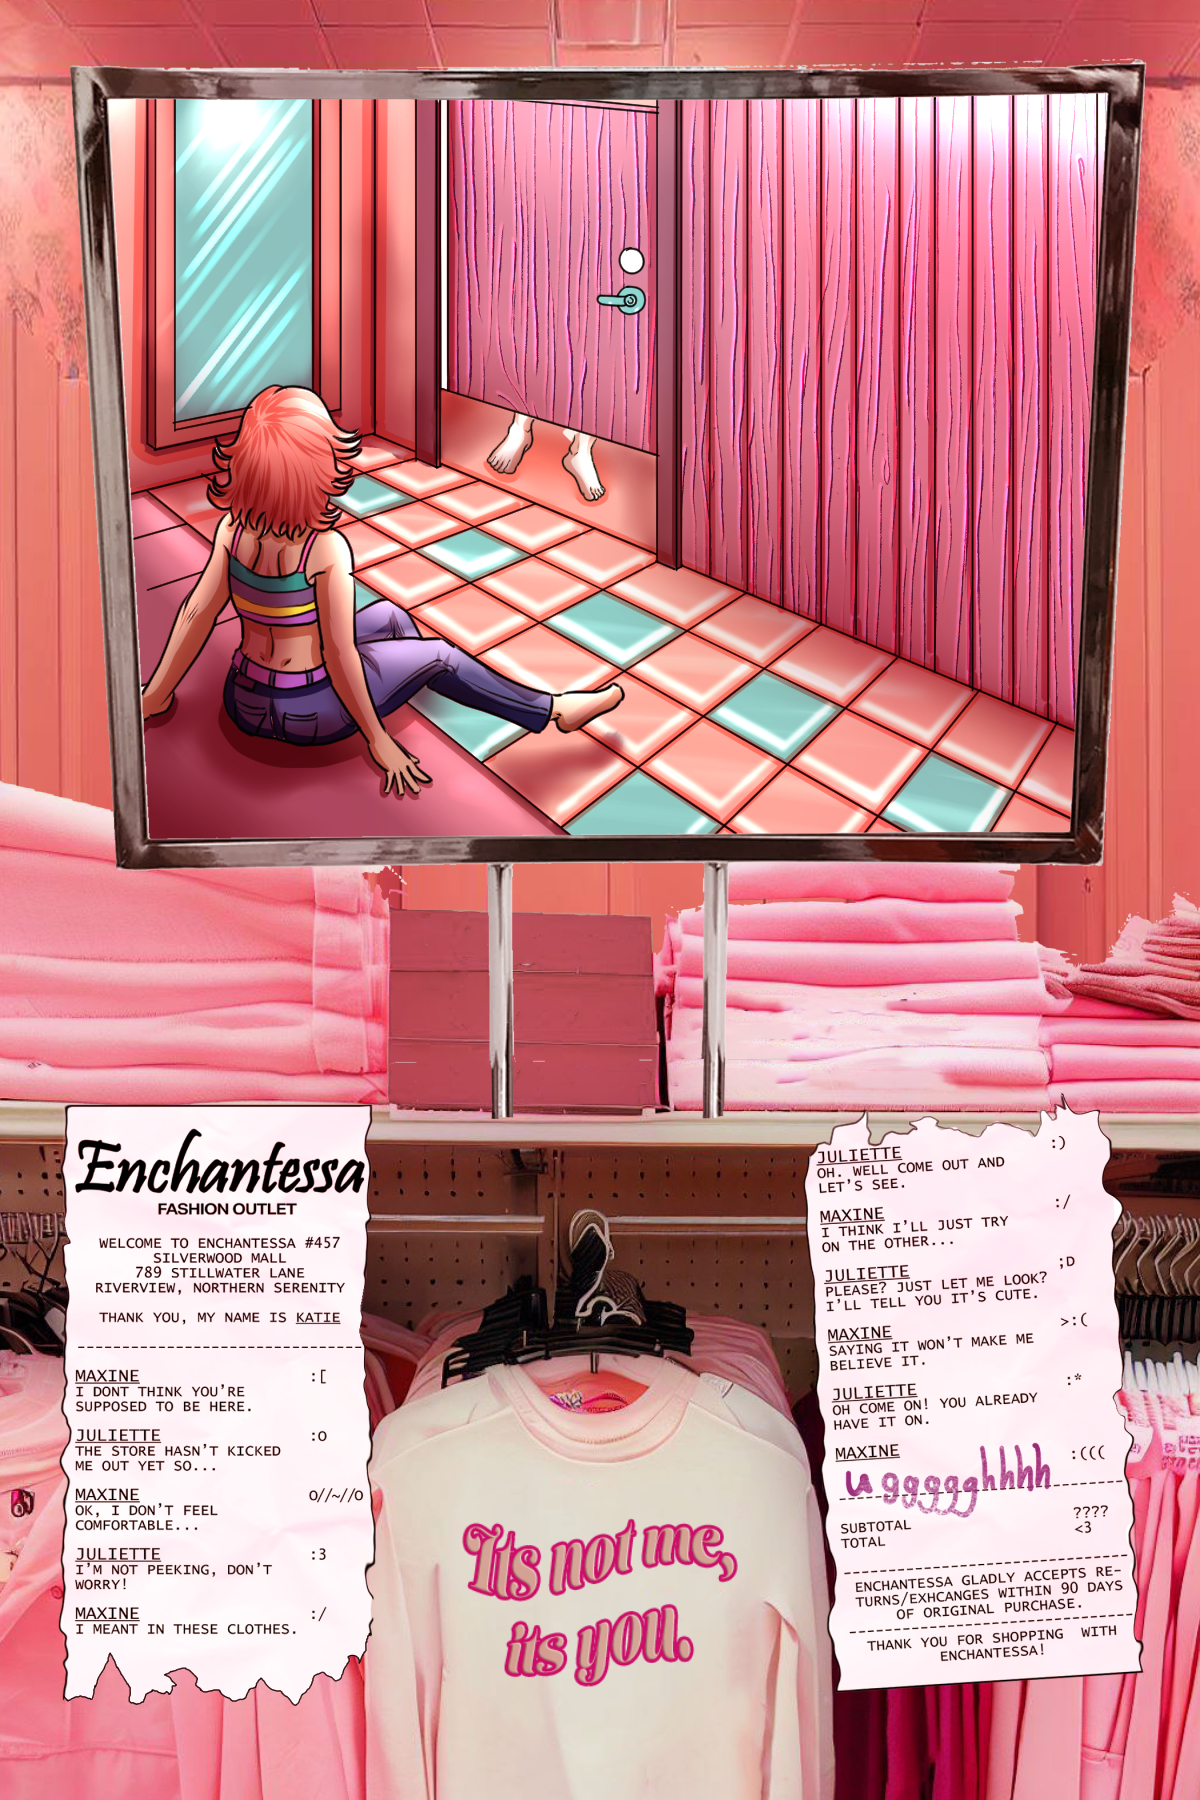 Enchantessa
FASHION OUTLET
WELCOME TO ENCHANTESSA #457
SILVERWOOD MALL
789 STILLWATER LANE
RIVERVIEW, NORTHERN SERENITY
THANK YOU, MY NAME IS KATIE
MAXINE :[
I DONT THINK YOU'RE
SUPPOSED TO BE HERE.
JULIETTE :o
THE STORE HASN'T KICKED
ME OUT YET SO...
MAXINE O//~//O
OK, I DON'T FEEL
COMFORTABLE...
JULIETTE :3
I'M NOT PEEKING, DON'T
WORRY!
MAXINE :/
I MEANT IN THESE CLOTHES.
Its not me,
its you.
JULIETTE :)
OH. WELL COME OUT AND
LET'S SEE.
MAXINE :/
I THINK I'LL JUST TRY
ON THE OTHER...
JULIETTE ;D
PLEASE? JUST LET ME LOOK?
I'LL TELL YOU IT'S CUTE.
MAXINE >:(
SAYING IT WON'T MAKE ME
BELIEVE IT.
JULIETTE :*
OH COME ON! YOU ALREADY
HAVE IT ON.
MAXINE :(((
uggggghhhh
SUBTOTAL ????
TOTAL <3
ENCHANTESSA GLADLY ACCEPTS RE-
TURNS/EXHCANGES WITHIN 90 DAYS
OF ORIGINAL PURCHASE.
THANK YOU FOR SHOPPING WITH
ENCHANTESSA!